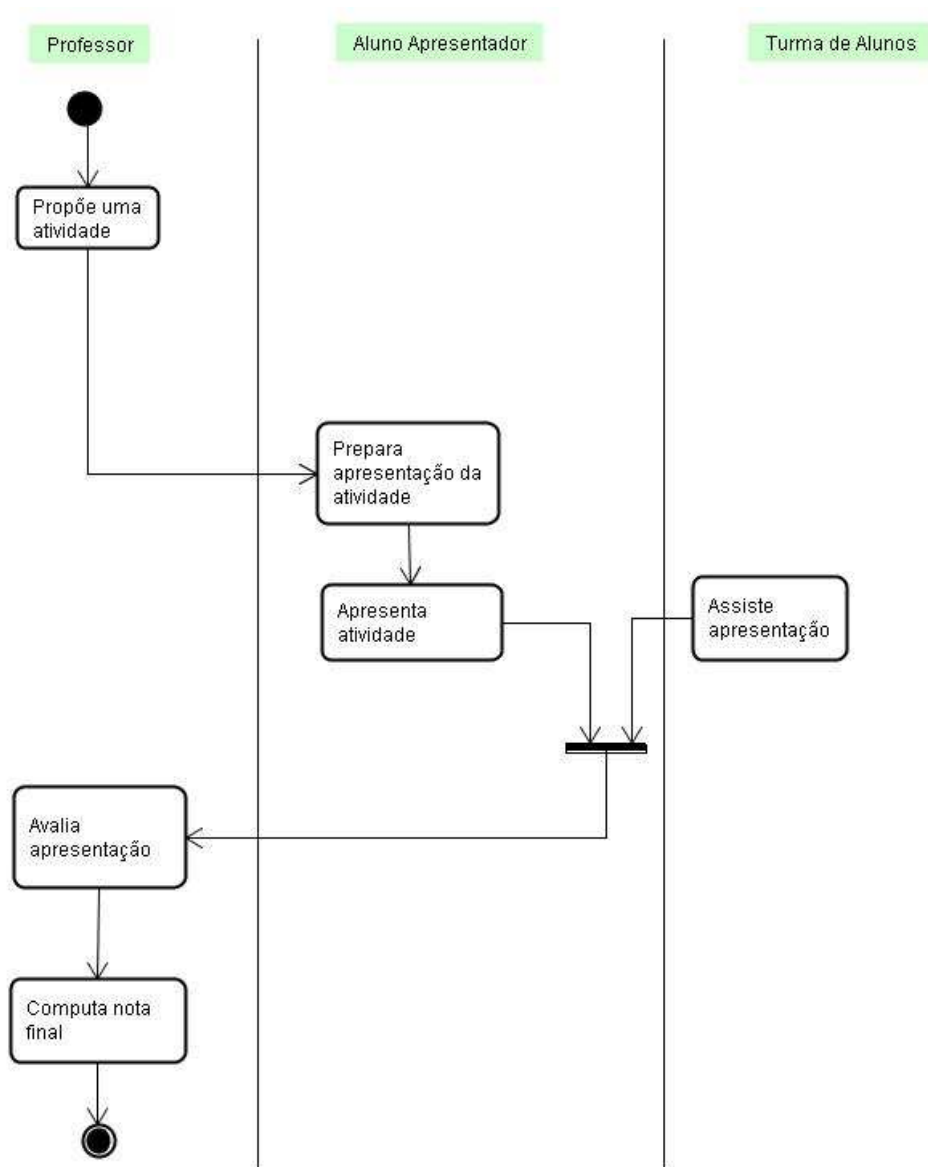 Professor
Aluno Apresentador
Turma de Alunos
Propõe uma
atividade
Prepara
apresentação da
atividade
Apresenta
atividade
Assiste
apresentação
Avalia
apresentação
Computa nota
final